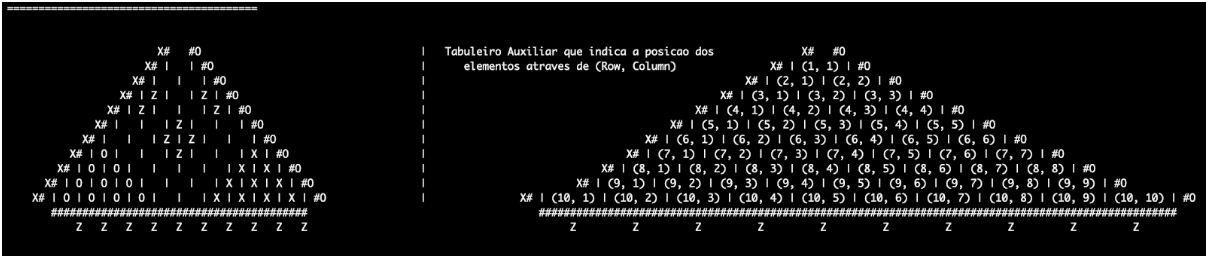 ========================================
X# #O | Tabuleiro Auxiliar que indica a posicao dos X# #O
X# | | #O | elementos atraves de (Row, Column) X# | (1, 1) | #O
X# | | | #O | X# | (2, 1) | (2, 2) | #O
X# | Z | | Z | #O | X# | (3, 1) | (3, 2) | (3, 3) | #O
X# | Z | | Z | #O | X# | (4, 1) | (4, 2) | (4, 3) | (4, 4) | #O
X# | | | Z | | | #O | X# | (5, 1) | (5, 2) | (5, 3) | (5, 4) | (5, 5) | #O
X# | | | Z | Z | | | #O | X# | (6, 1) | (6, 2) | (6, 3) | (6, 4) | (6, 5) | (6, 6) | #O
X# | O | | | Z | | | X | #O | X# | (7, 1) | (7, 2) | (7, 3) | (7, 4) | (7, 5) | (7, 6) | (7, 7) | #O
X# | O | O | | | | | X | X | #O | X# | (8, 1) | (8, 2) | (8, 3) | (8, 4) | (8, 5) | (8, 6) | (8, 7) | (8, 8) | #O
X# | O | O | O | | | | X | X | X | #O | X# | (9, 1) | (9, 2) | (9, 3) | (9, 4) | (9, 5) | (9, 6) | (9, 7) | (9, 8) | (9, 9) | #O
X# | O | O | O | O | | | X | X | X | X | #O | X# | (10, 1) | (10, 2) | (10, 3) | (10, 4) | (10, 5) | (10, 6) | (10, 7) | (10, 8) | (10, 9) | (10, 10) | #O
######################################### ######################################################################################################
Z Z Z Z Z Z Z Z Z Z Z Z Z Z Z Z Z Z Z Z